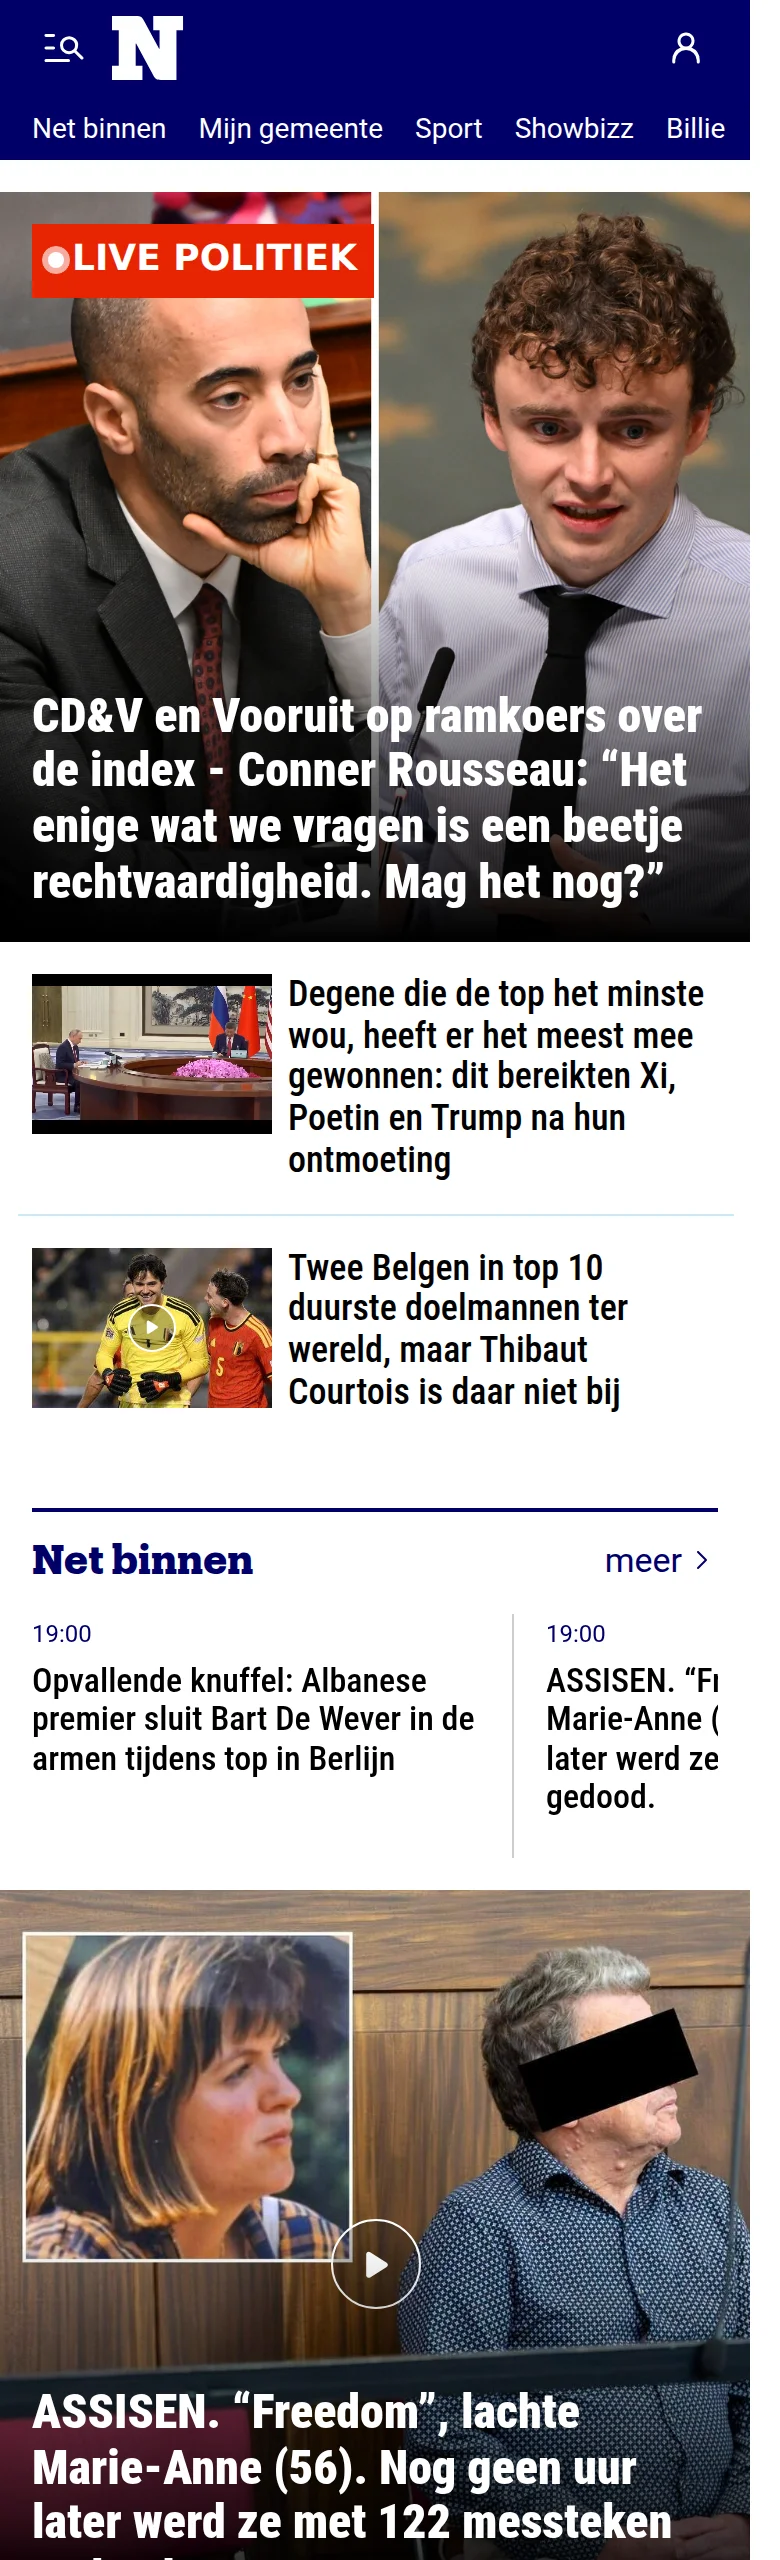 N
Net binnen Mijn gemeente Sport Showbizz Billie
LIVE POLITIEK
CD&V en Vooruit op ramkoers over
de index - Conner Rousseau: “Het
enige wat we vragen is een beetje
rechtvaardigheid. Mag het nog?”
Degene die de top het minste
wou, heeft er het meest mee
gewonnen: dit bereikten Xi,
Poetin en Trump na hun
ontmoeting
Twee Belgen in top 10
duurste doelmannen ter
wereld, maar Thibaut
Courtois is daar niet bij
Net binnen
meer
19:00
Opvallende knuffel: Albanese
premier sluit Bart De Wever in de
armen tijdens top in Berlijn
19:00
ASSISEN. “Fr
Marie-Anne (
later werd ze
gedood.
ASSISEN. “Freedom”, lachte
Marie-Anne (56). Nog geen uur
later werd ze met 122 messteken